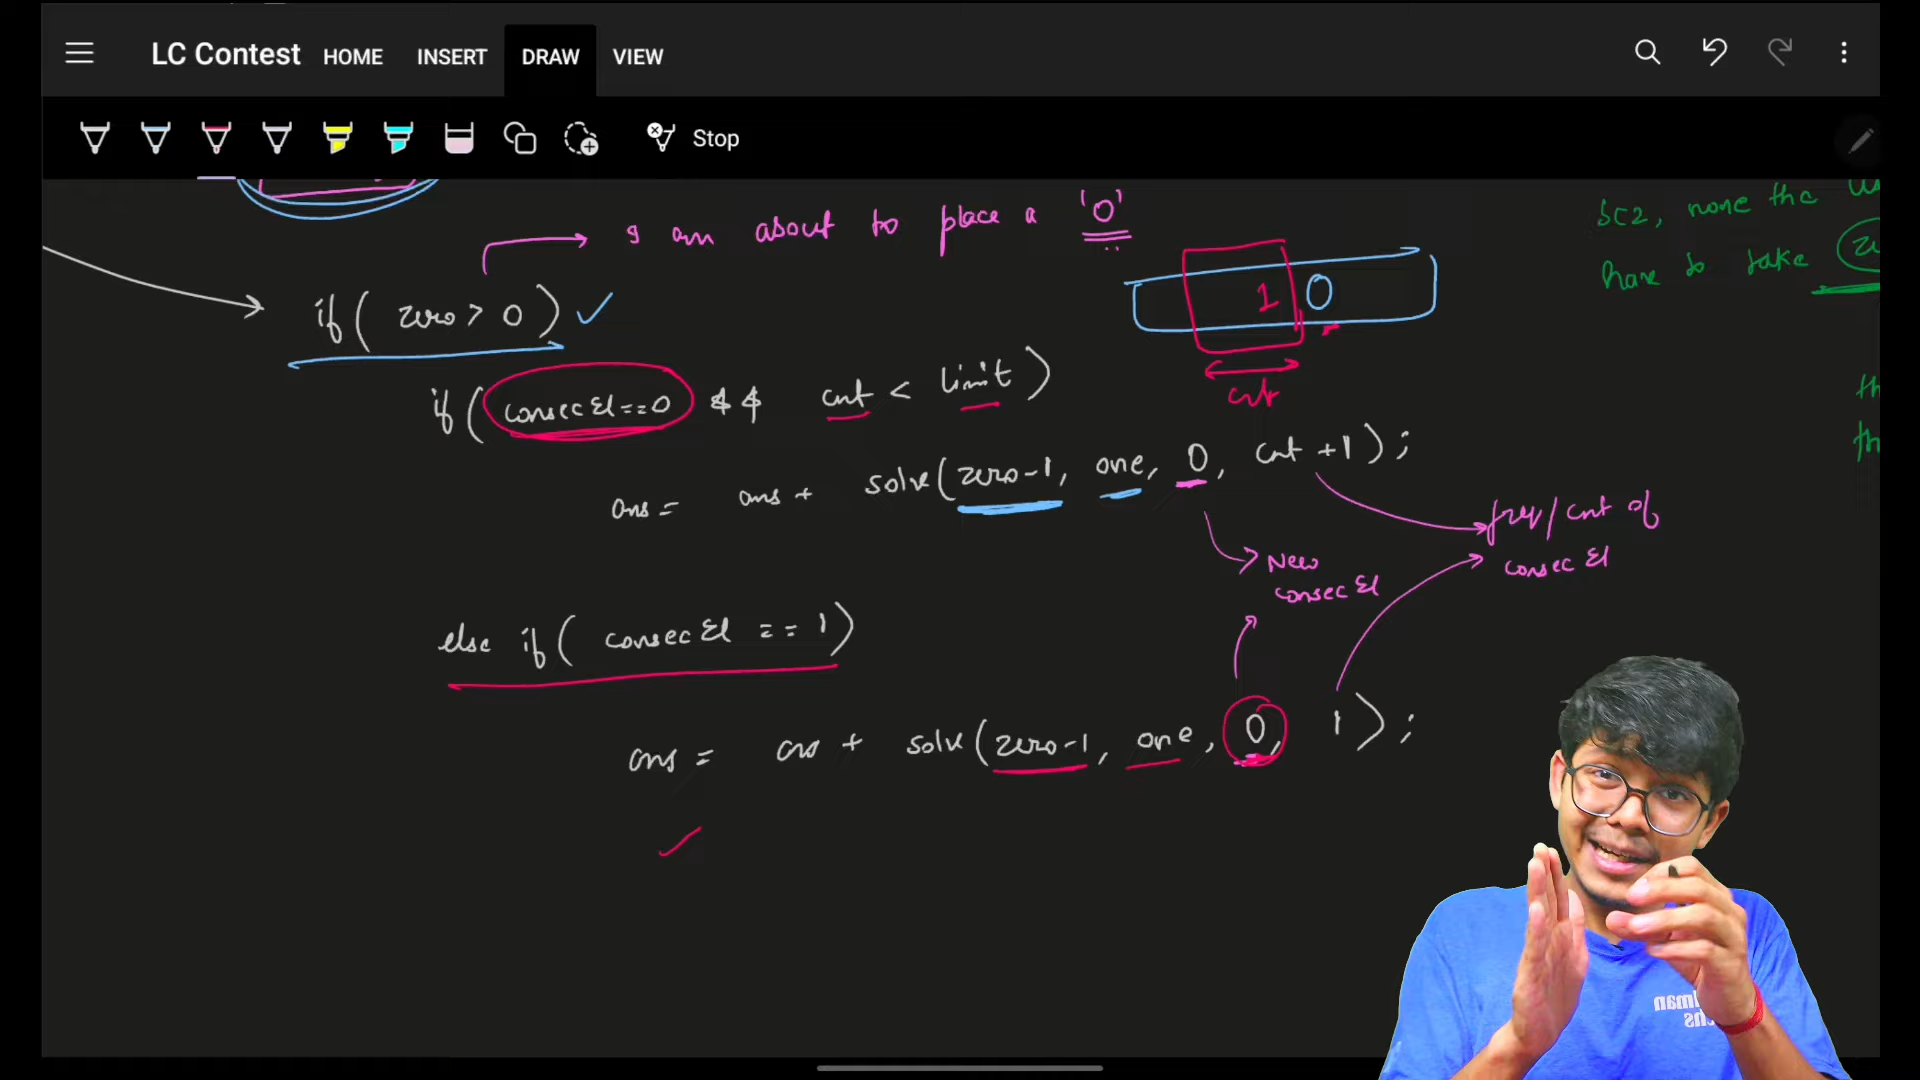 LC Contest HOME INSERT DRAW VIEW
Stop
I am about to place a '0'
SC2, none the
have to take
if( zero > 0 )
1 0
cnt
if( consecEl==0 && cnt < limit )
ans = ans + solve(zero-1, one, 0, cnt +1);
freq/cnt of
consec El
New
consec El
else if( consecEl == 1)
ans = ans + solve(zero-1, one, 0, 1);